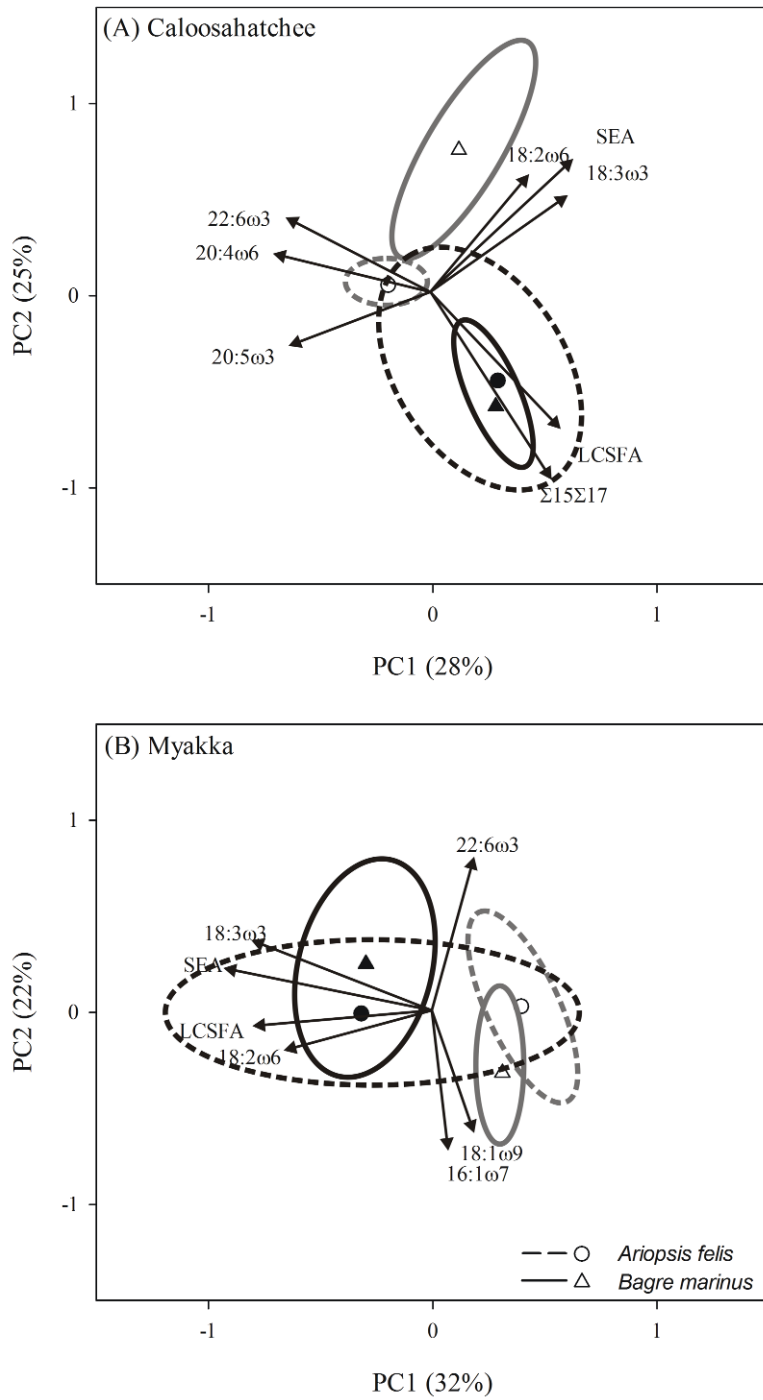 (A) Caloosahatchee
1
SEA
18:2ω6
18:3ω3
22:6ω3
20:4ω6
0
20:5ω3
PC2 (25%)
LCSFA
-1
Σ15Σ17
-1
0
1
PC1 (28%)
(B) Myakka
1
22:6ω3
18:3ω3
SEA
PC2 (22%)
0
LCSFA
18:2ω6
18:1ω9
16:1ω7
-1
Ariopsis felis
Bagre marinus
-1
0
1
PC1 (32%)